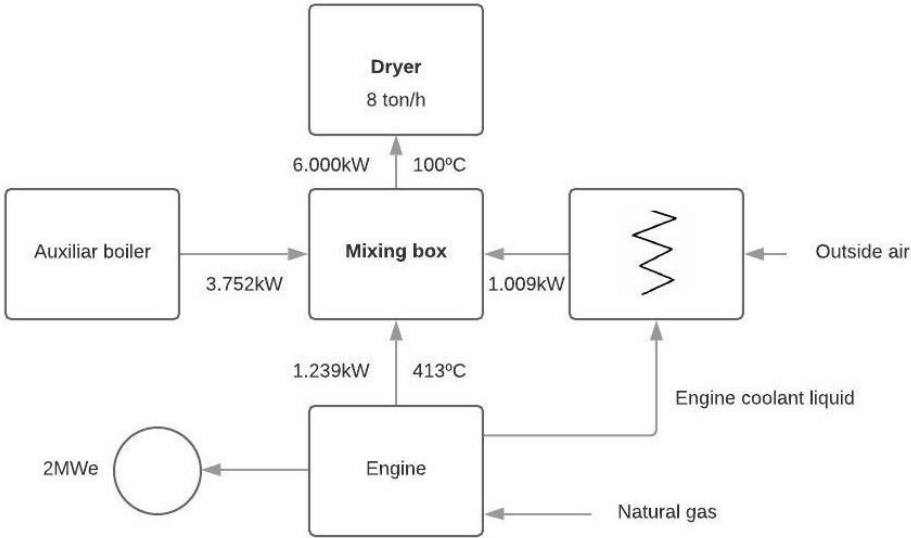 Dryer
8 ton/h
6.000kW
100ºC
Auxiliar boiler
3.752kW
Mixing box
1.009kW
Outside air
1.239kW
413ºC
Engine coolant liquid
2MWe
Engine
Natural gas